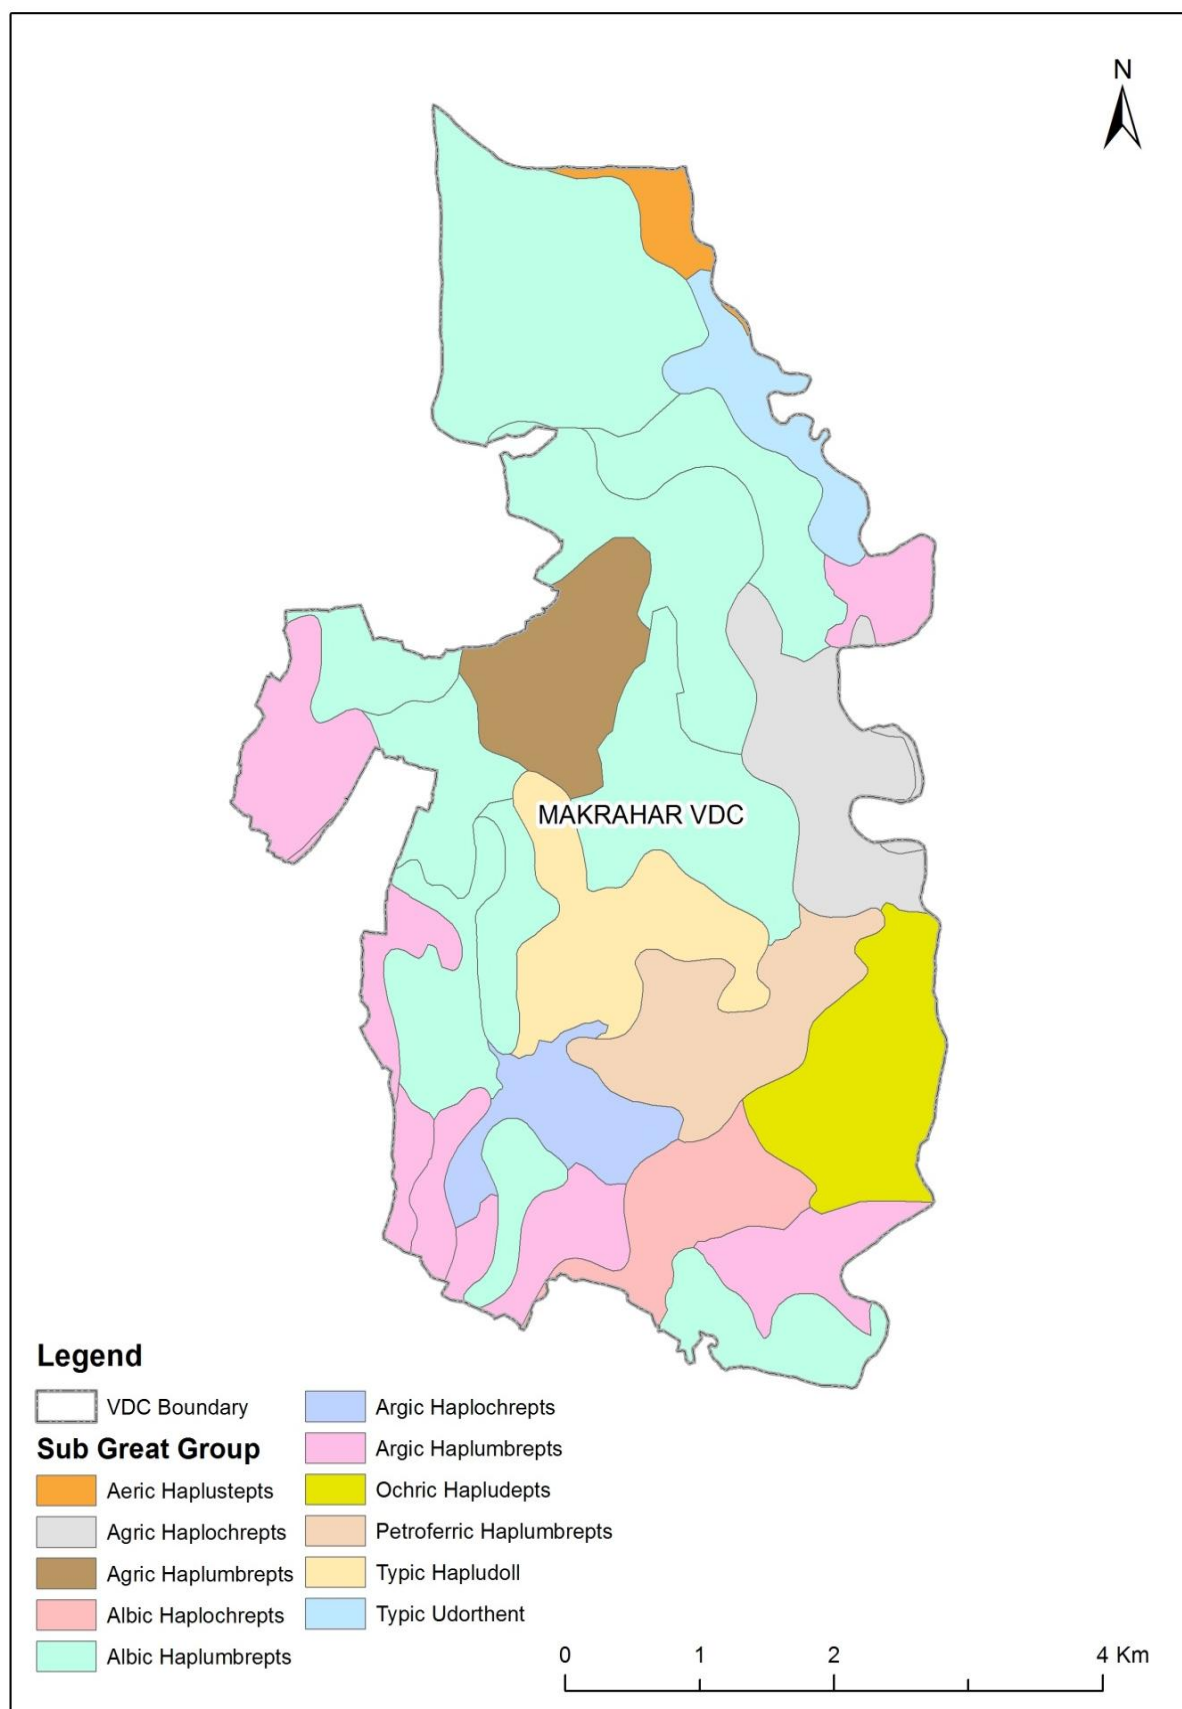 N
MAKRAHAR VDC
Legend
VDC Boundary
Sub Great Group
Aeric Haplustepts
Agric Haplochrepts
Agric Haplumbrepts
Albic Haplochrepts
Albic Haplumbrepts
Argic Haplochrepts
Argic Haplumbrepts
Ochric Hapludepts
Petroferric Haplumbrepts
Typic Hapludoll
Typic Udorthent
0 1 2 4 Km